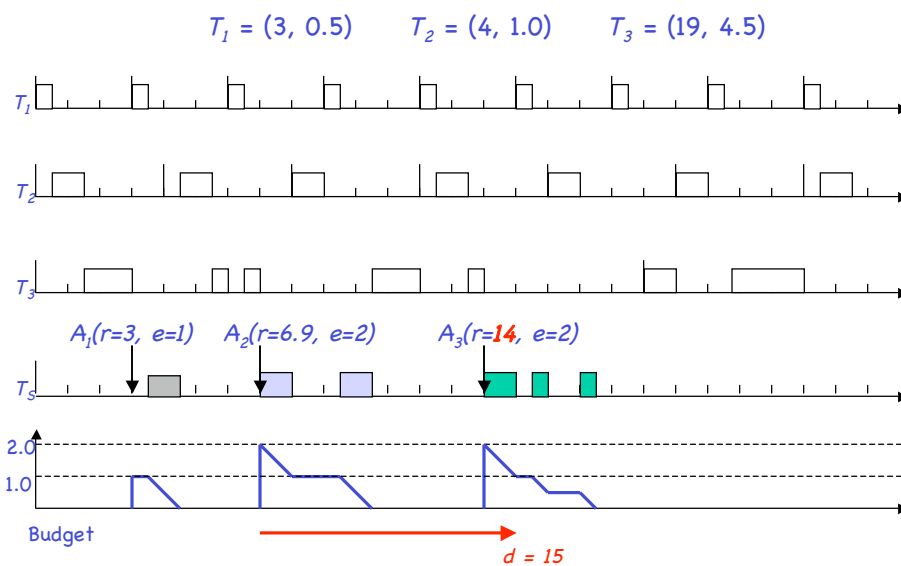 T₁ = (3, 0.5) T₂ = (4, 1.0) T₃ = (19, 4.5)
T₁
T₂
T₃
A₁(r=3, e=1) A₂(r=6.9, e=2) A₃(r=14, e=2)
Tₛ
2.0
1.0
Budget
d = 15